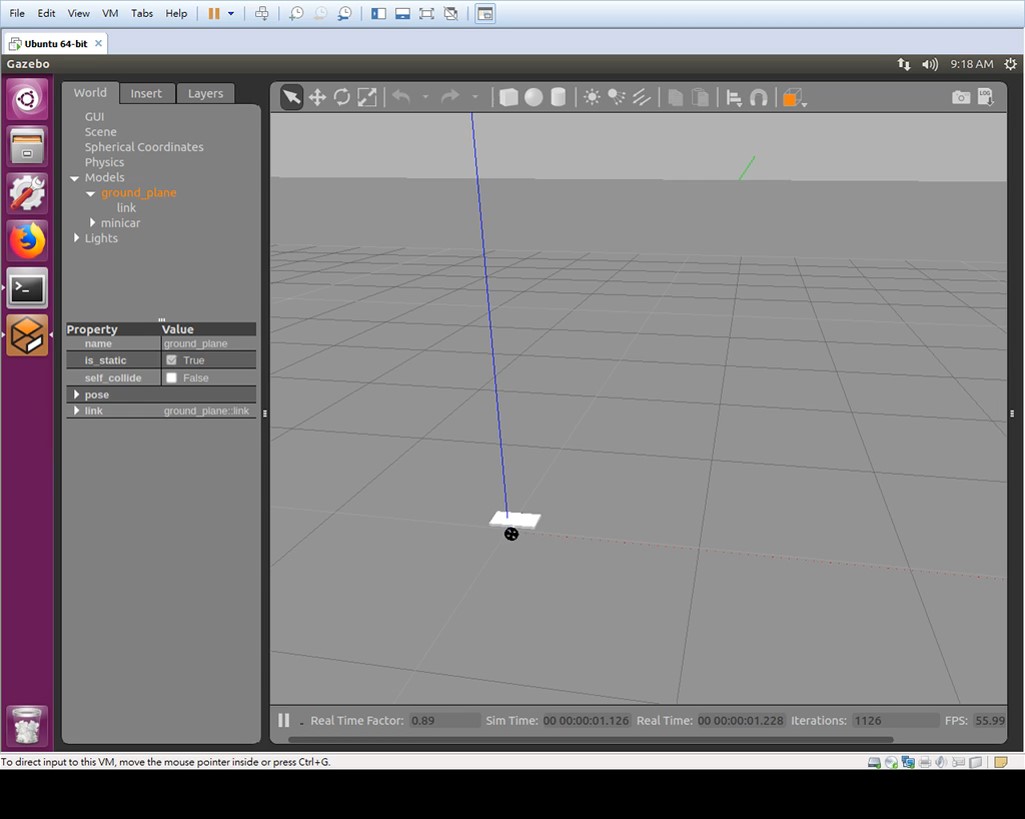 File Edit View VM Tabs Help
Ubuntu 64-bit
Gazebo 9:18 AM
World Insert Layers
LOG
GUI
Scene
Spherical Coordinates
Physics
Models
ground_plane
link
minicar
Lights
Property Value
name ground_plane
is_static True
self_collide False
pose
link ground_plane::link
Real Time Factor: 0.89 Sim Time: 00 00:00:01.126 Real Time: 00 00:00:01.228 Iterations: 1126 FPS: 55.99
To direct input to this VM, move the mouse pointer inside or press Ctrl+G.